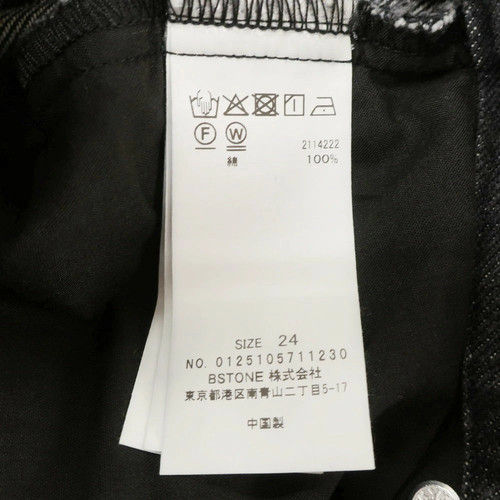 F W 2114222
綿 100%
SIZE 24
NO. 0125105711230
BSTONE 株式会社
東京都港区南青山二丁目5-17
中国製